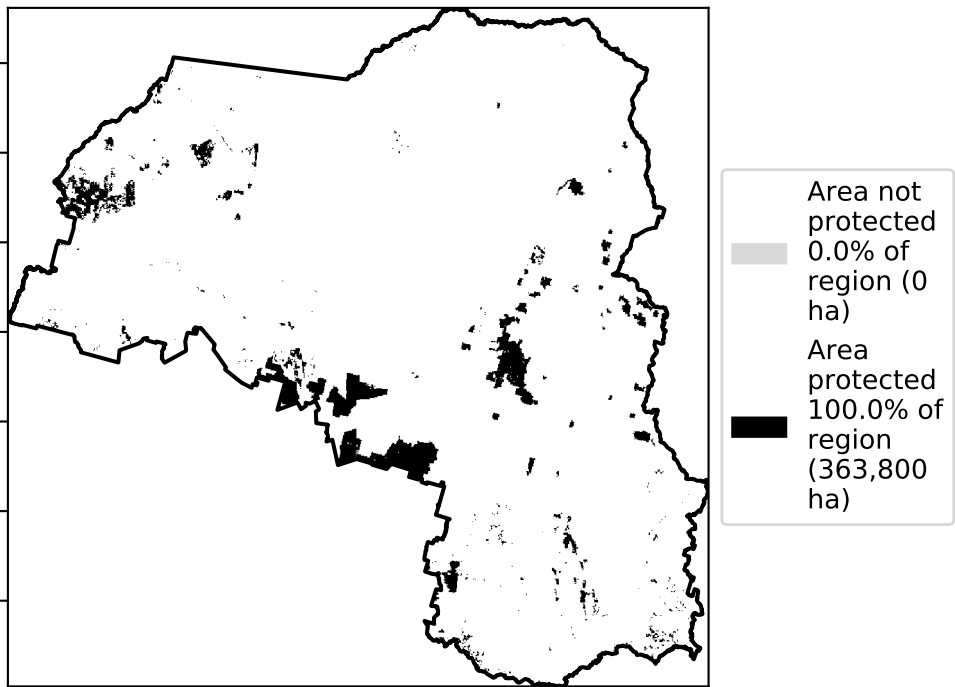 Area not
protected
0.0% of
region (0
ha)
Area
protected
100.0% of
region
(363,800
ha)